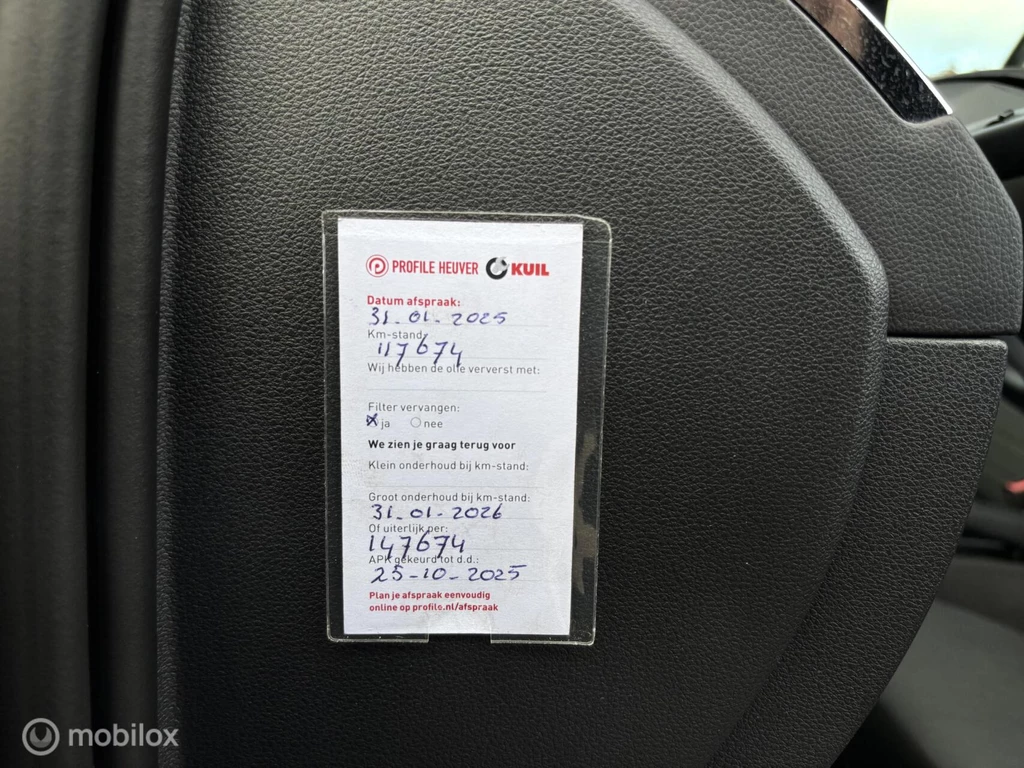 PROFILE HEUVER KUIL
Datum afspraak:
31-01-2025
Km-stand:
117674
Wij hebben de olie ververst met:
Filter vervangen:
ja nee
We zien je graag terug voor
Klein onderhoud bij km-stand:
Groot onderhoud bij km-stand:
31-01-2026
Of uiterlijk per:
147674
APK gekeurd tot d.d.:
25-10-2025
Plan je afspraak eenvoudig
online op profile.nl/afspraak
mobilox